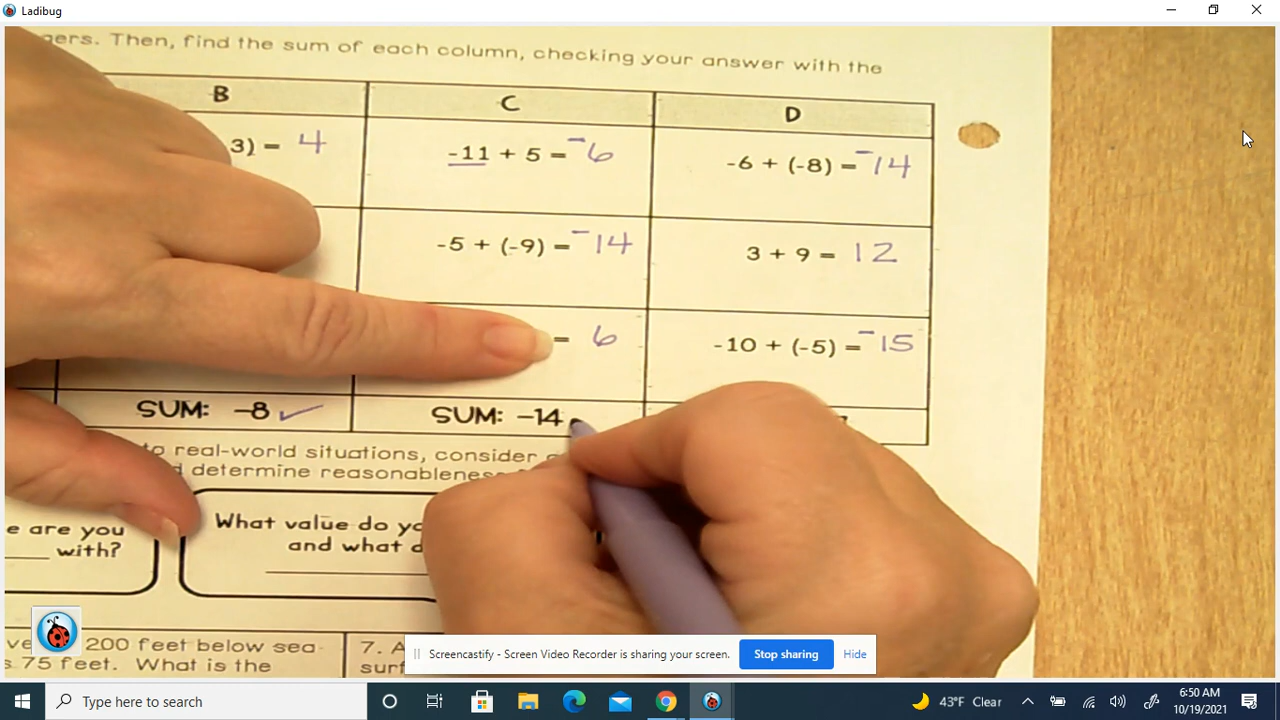 Ladibug
gers. Then, find the sum of each column, checking your answer with the
B
C
D
3) = 4
-11 + 5 = -6
-6 + (-8) = -14
-5 + (-9) = -14
3 + 9 = 12
= 6
-10 + (-5) = -15
SUM: -8 ✓
SUM: -14
to real-world situations, consider
determine reasonableness
e are you
with?
What value do yo
and what d
200 feet below sea
s 75 feet. What is the
7. A
surf
Screencastify - Screen Video Recorder is sharing your screen.
Stop sharing
Hide
Type here to search
43°F Clear
6:50 AM
10/19/2021